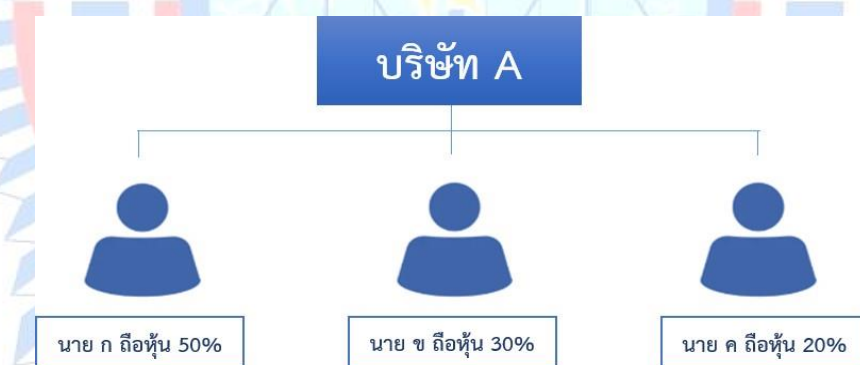 บริษัท A
นาย ก ถือหุ้น 50%
นาย ข ถือหุ้น 30%
นาย ค ถือหุ้น 20%